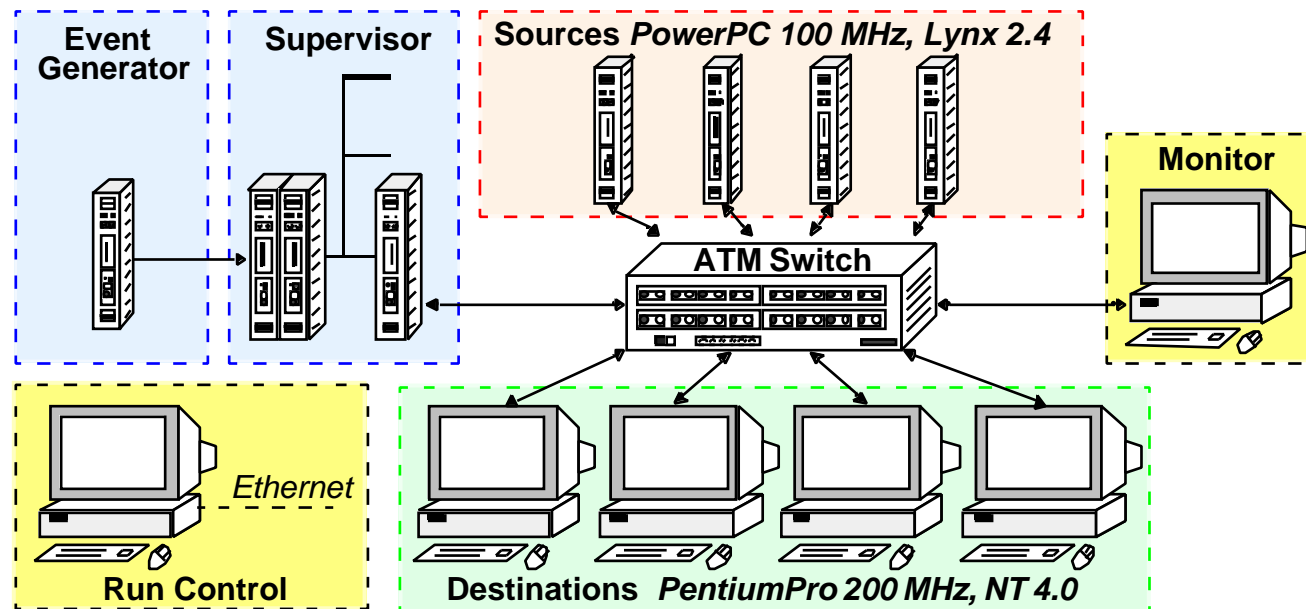 Event
Generator
Supervisor
Sources PowerPC 100 MHz, Lynx 2.4
Monitor
ATM Switch
Ethernet
Run Control
Destinations PentiumPro 200 MHz, NT 4.0